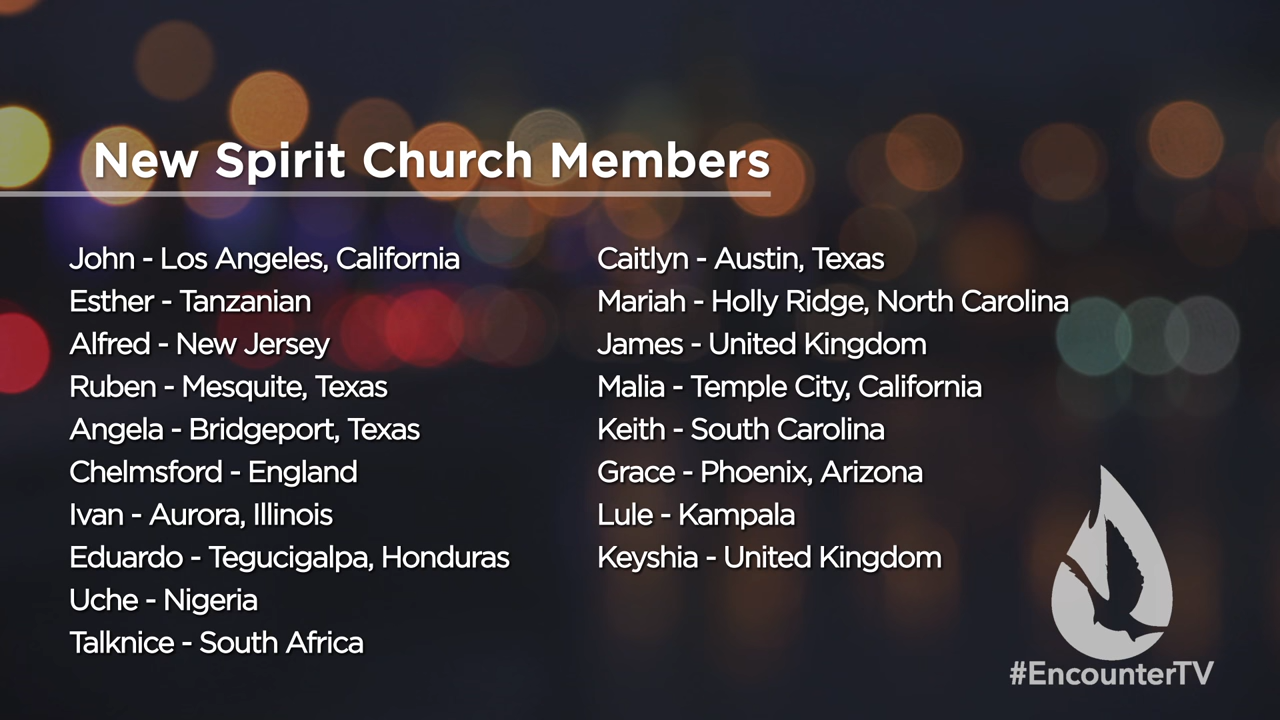 New Spirit Church Members
John - Los Angeles, California
Esther - Tanzanian
Alfred - New Jersey
Ruben - Mesquite, Texas
Angela - Bridgeport, Texas
Chelmsford - England
Ivan - Aurora, Illinois
Eduardo - Tegucigalpa, Honduras
Uche - Nigeria
Talknice - South Africa
Caitlyn - Austin, Texas
Mariah - Holly Ridge, North Carolina
James - United Kingdom
Malia - Temple City, California
Keith - South Carolina
Grace - Phoenix, Arizona
Lule - Kampala
Keyshia - United Kingdom
#EncounterTV